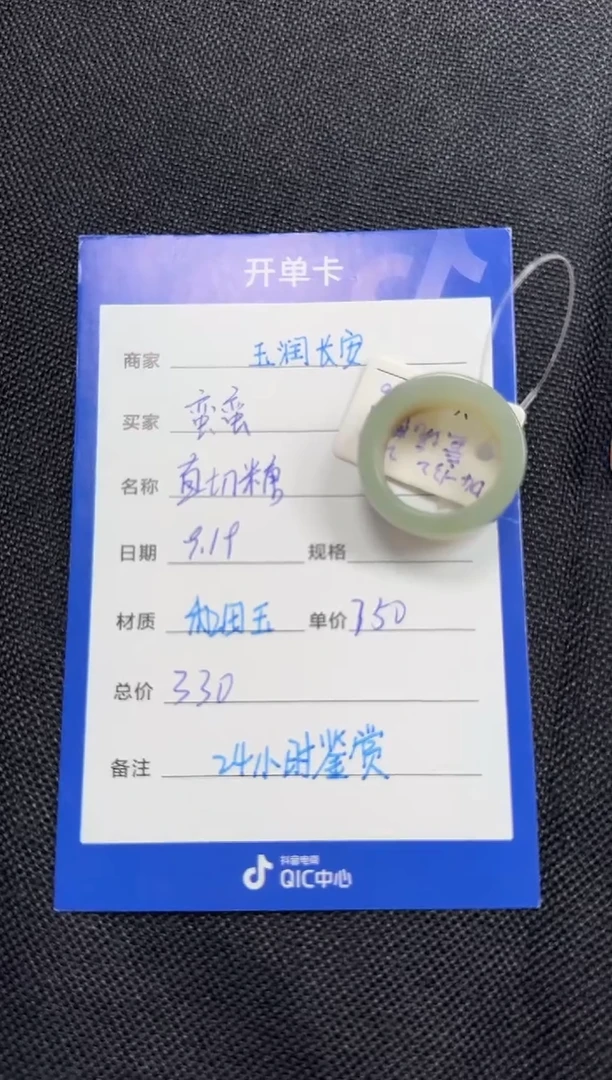 开单卡
商家 玉润长安
买家 蛮蛮
名称 直切糖
日期 9.19 规格
材质 和田玉 单价 350
总价 330
备注 24小时鉴赏
抖音电商
QIC中心